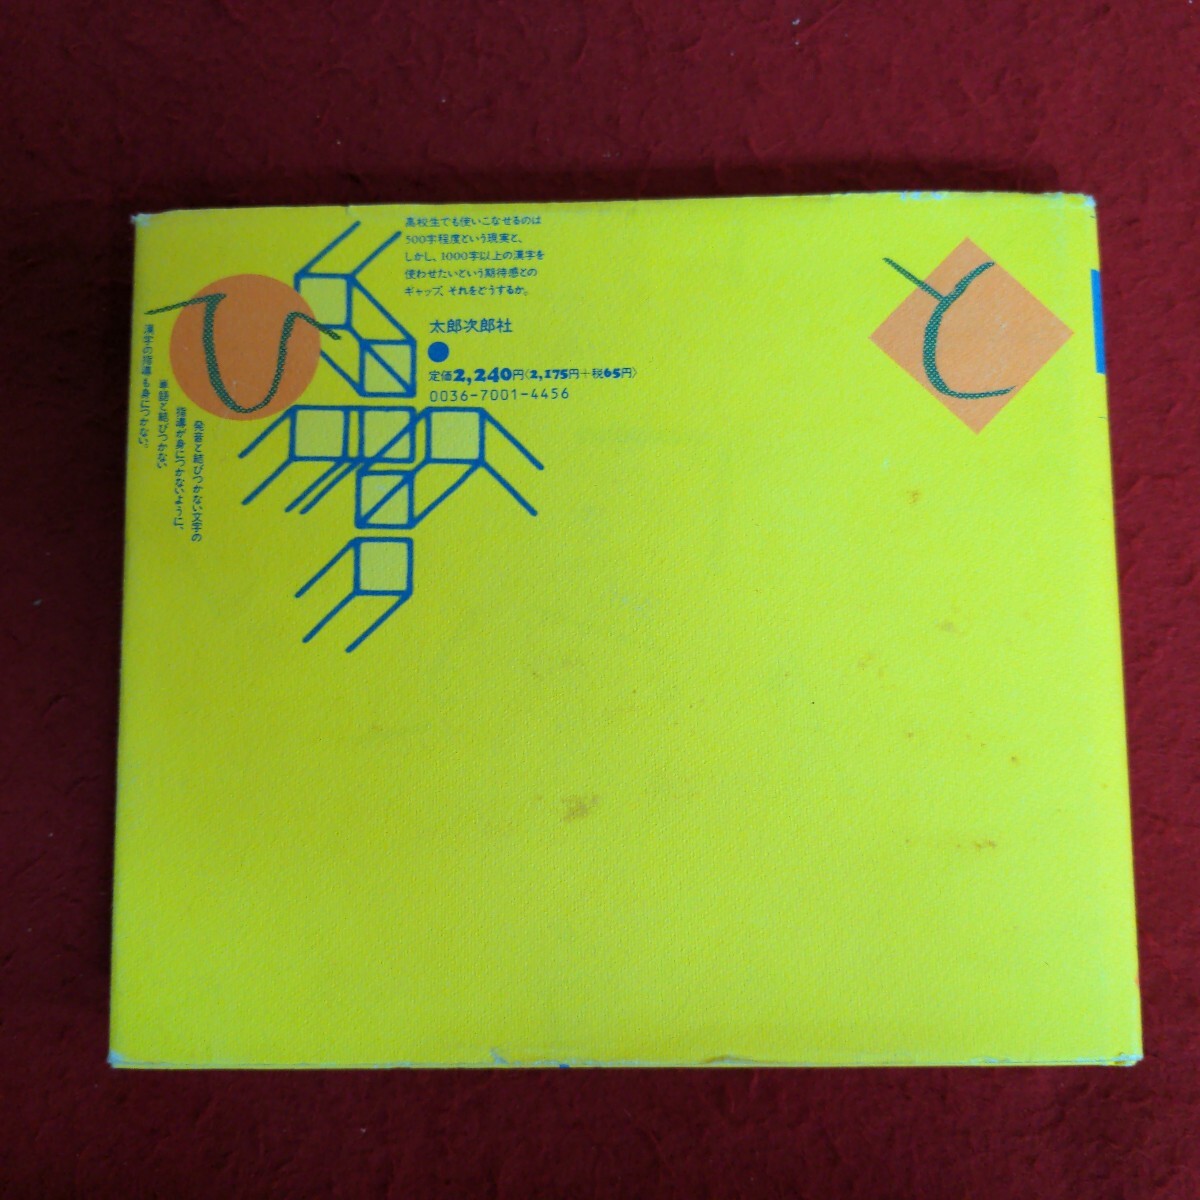 高校生でも使いこなせるのは
500字程度という現実と、
しかし、1000字以上の漢字を
使わせたいという期待感との
ギャップ、それをどうするか。
太郎次郎社
定価2,240円〈2,175円+税65円〉
0036-7001-4456
ひ
と
発音と結びつかない文字の
指導が身につかないように、
単語と結びつかない
漢字の指導も身につかない。